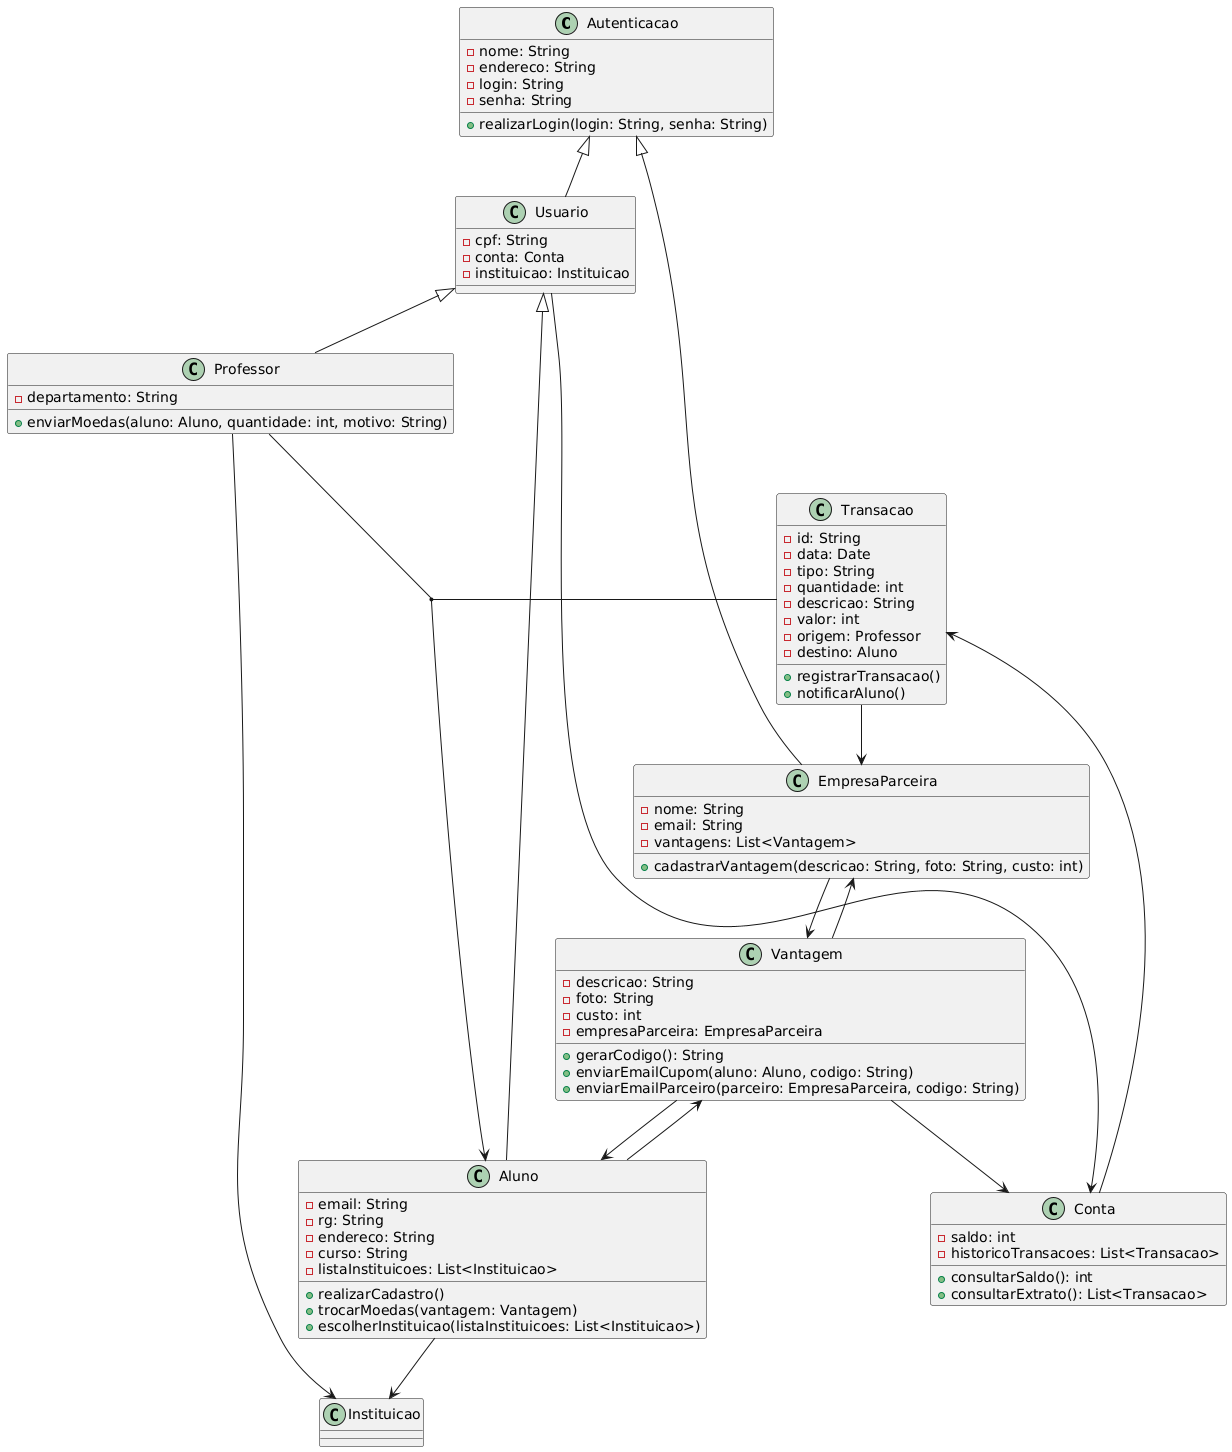 C Autenticacao
nome: String
endereco: String
login: String
senha: String
realizarLogin(login: String, senha: String)
C Usuario
cpf: String
conta: Conta
instituicao: Instituicao
C Professor
departamento: String
enviarMoedas(aluno: Aluno, quantidade: int, motivo: String)
C Transacao
id: String
data: Date
tipo: String
quantidade: int
descricao: String
valor: int
origem: Professor
destino: Aluno
registrarTransacao()
notificarAluno()
C EmpresaParceira
nome: String
email: String
vantagens: List<Vantagem>
cadastrarVantagem(descricao: String, foto: String, custo: int)
C Vantagem
descricao: String
foto: String
custo: int
empresaParceira: EmpresaParceira
gerarCodigo(): String
enviarEmailCupom(aluno: Aluno, codigo: String)
enviarEmailParceiro(parceiro: EmpresaParceira, codigo: String)
C Aluno
email: String
rg: String
endereco: String
curso: String
listaInstituicoes: List<Instituicao>
realizarCadastro()
trocarMoedas(vantagem: Vantagem)
escolherInstituicao(listaInstituicoes: List<Instituicao>)
C Conta
saldo: int
historicoTransacoes: List<Transacao>
consultarSaldo(): int
consultarExtrato(): List<Transacao>
C Instituicao